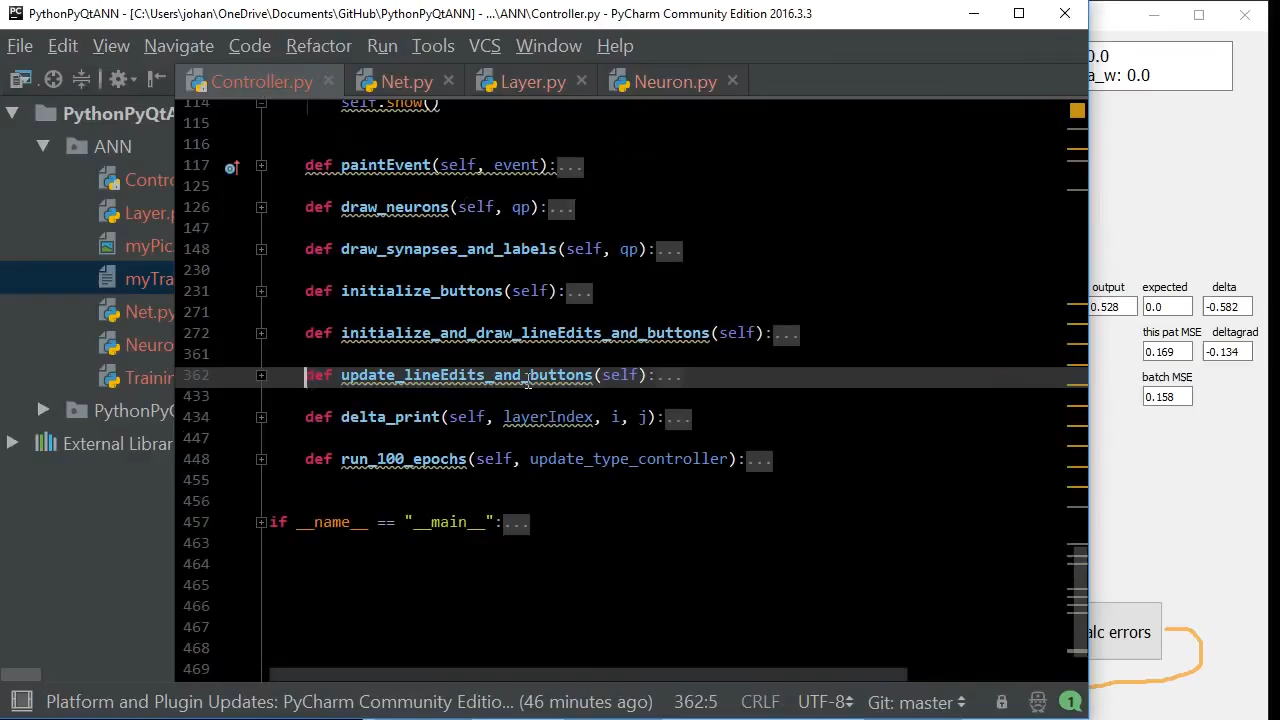 PythonPyQtANN - [C:\Users\johan\OneDrive\Documents\GitHub\PythonPyQtANN] - ...\ANN\Controller.py - PyCharm Community Edition 2016.3.3
File Edit View Navigate Code Refactor Run Tools VCS Window Help
Controller.py Net.py Layer.py Neuron.py
PythonPyQtA
ANN
Contro
Layer.p
myPic
myTra
Net.py
Neuro
Training
PythonPyQ
External Librar
114 self.show()
115
116
117 def paintEvent(self, event):...
125
126 def draw_neurons(self, qp):...
147
148 def draw_synapses_and_labels(self, qp):...
230
231 def initialize_buttons(self):...
271
272 def initialize_and_draw_lineEdits_and_buttons(self):...
361
362 def update_lineEdits_and_buttons(self):...
433
434 def delta_print(self, layerIndex, i, j):...
447
448 def run_100_epochs(self, update_type_controller):...
455
456
457 if __name__ == "__main__":...
463
464
465
466
467
468
469
0.0
a_w: 0.0
output expected delta
0.528 0.0 -0.582
this pat MSE deltagrad
0.169 -0.134
batch MSE
0.158
alc errors
Platform and Plugin Updates: PyCharm Community Editio... (46 minutes ago) 362:5 CRLF UTF-8 Git: master 1